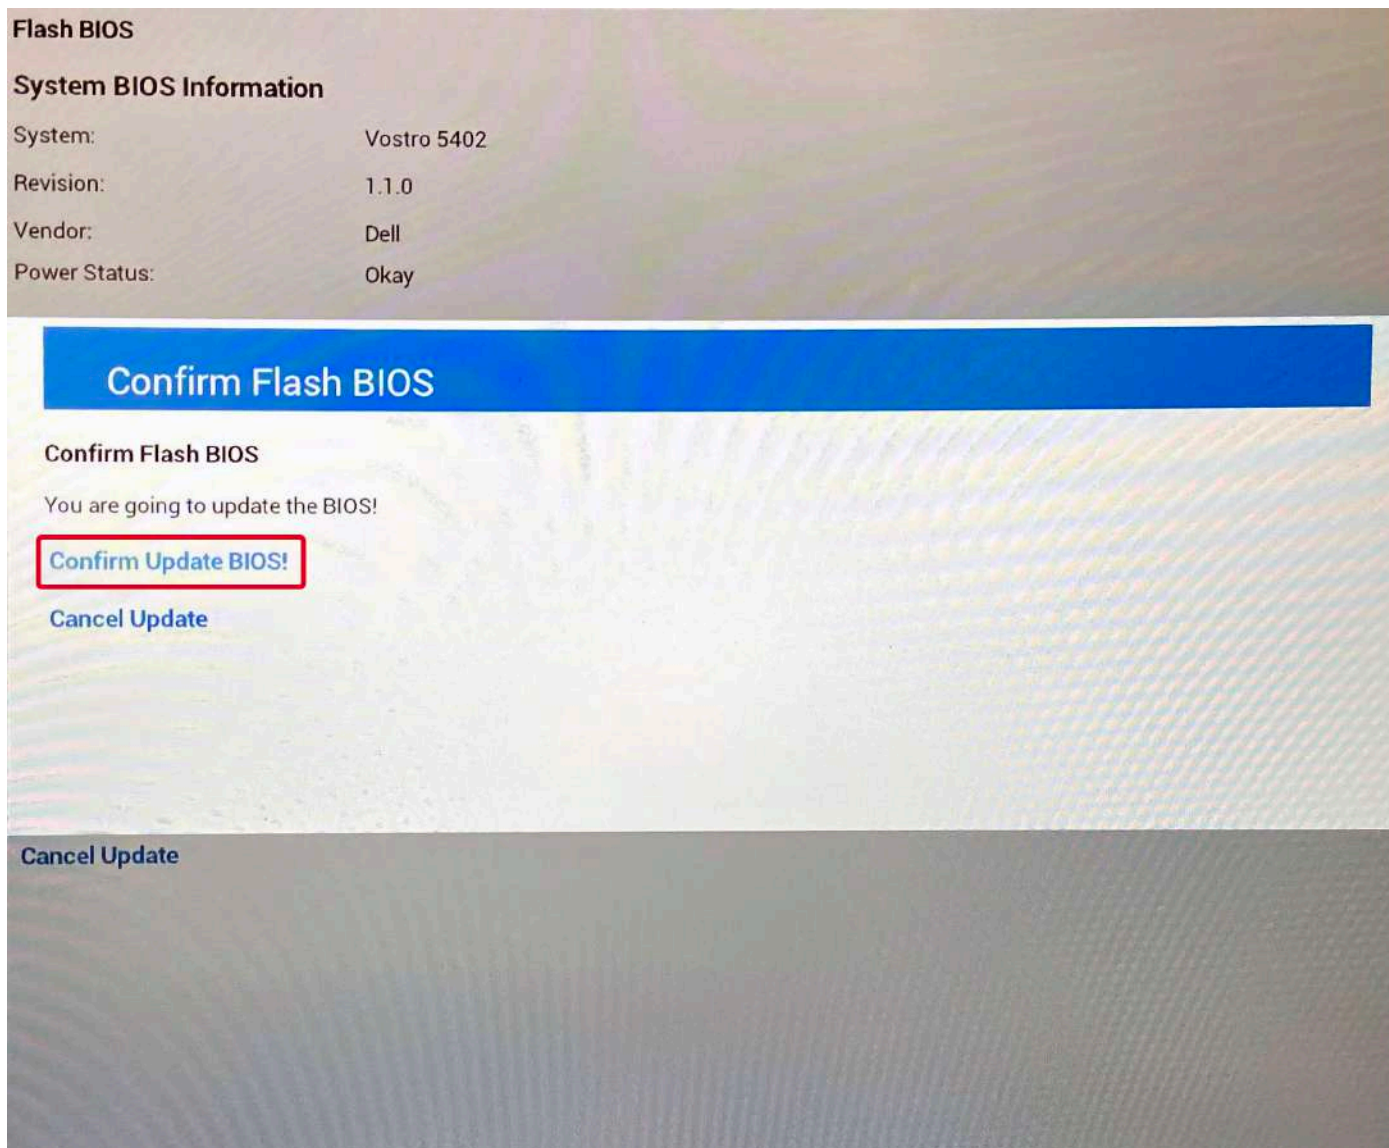 Flash BIOS
System BIOS Information
System: Vostro 5402
Revision: 1.1.0
Vendor: Dell
Power Status: Okay
Confirm Flash BIOS
Confirm Flash BIOS
You are going to update the BIOS!
Confirm Update BIOS!
Cancel Update
Cancel Update